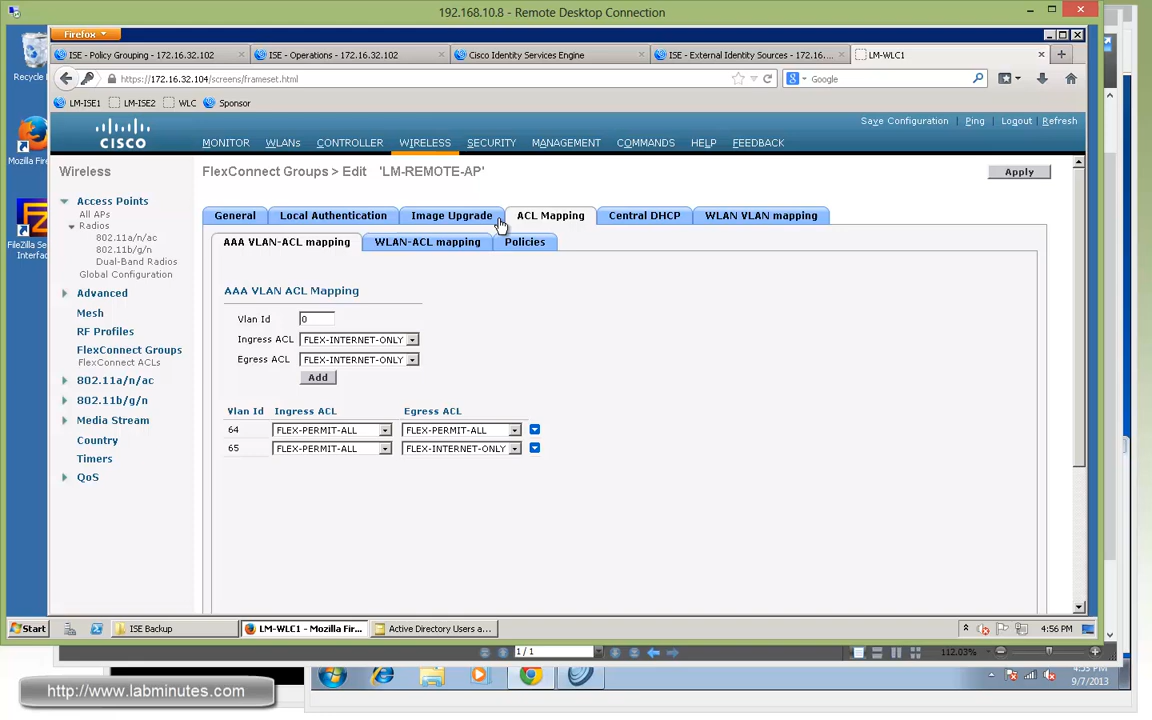 192.168.10.8 - Remote Desktop Connection
Firefox
ISE - Policy Grouping - 172.16.32.102
ISE - Operations - 172.16.32.102
Cisco Identity Services Engine
ISE - External Identity Sources - 172.16....
LM-WLC1
https://172.16.32.104/screens/frameset.html
Google
LM-ISE1
LM-ISE2
WLC
Sponsor
Recycle
Mozilla Fire
FileZilla Se
Interfa
Save Configuration | Ping | Logout | Refresh
CISCO
MONITOR
WLANs
CONTROLLER
WIRELESS
SECURITY
MANAGEMENT
COMMANDS
HELP
FEEDBACK
Wireless
Access Points
All APs
Radios
802.11a/n/ac
802.11b/g/n
Dual-Band Radios
Global Configuration
Advanced
Mesh
RF Profiles
FlexConnect Groups
FlexConnect ACLs
802.11a/n/ac
802.11b/g/n
Media Stream
Country
Timers
QoS
FlexConnect Groups > Edit 'LM-REMOTE-AP'
Apply
General
Local Authentication
Image Upgrade
ACL Mapping
Central DHCP
WLAN VLAN mapping
AAA VLAN-ACL mapping
WLAN-ACL mapping
Policies
AAA VLAN ACL Mapping
Vlan Id 0
Ingress ACL FLEX-INTERNET-ONLY
Egress ACL FLEX-INTERNET-ONLY
Add
Vlan Id Ingress ACL Egress ACL
64 FLEX-PERMIT-ALL FLEX-PERMIT-ALL
65 FLEX-PERMIT-ALL FLEX-INTERNET-ONLY
Start
ISE Backup
LM-WLC1 - Mozilla Fir...
Active Directory Users a...
4:56 PM
1 / 1
112.03%
9/7/2013
http://www.labminutes.com